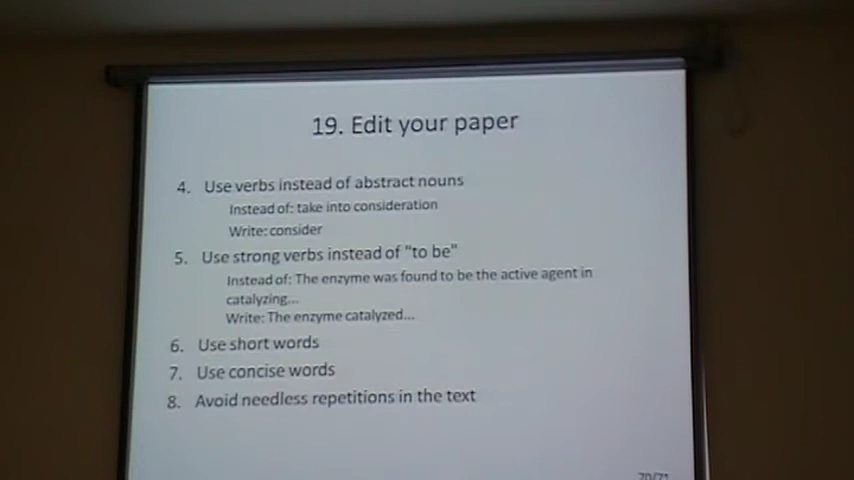 19. Edit your paper
4. Use verbs instead of abstract nouns
Instead of: take into consideration
Write: consider
5. Use strong verbs instead of "to be"
Instead of: The enzyme was found to be the active agent in
catalyzing...
Write: The enzyme catalyzed...
6. Use short words
7. Use concise words
8. Avoid needless repetitions in the text
70/71